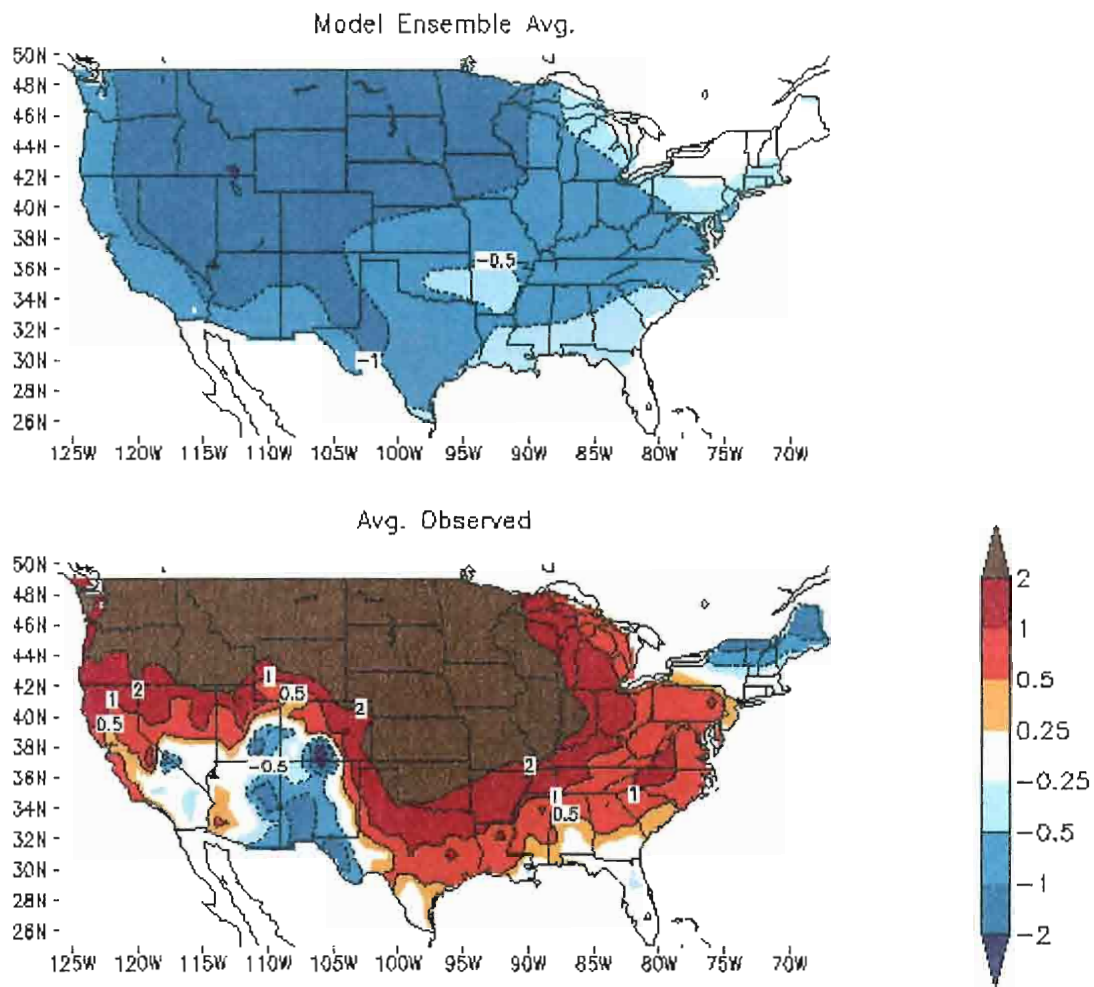 Model Ensemble Avg.
50N
48N
46N
44N
42N
40N
38N
36N
34N
32N
30N
28N
26N
-0.5
-1
125W 120W 115W 110W 105W 100W 95W 90W 85W 80W 75W 70W
Avg. Observed
50N
48N
46N
44N
42N
40N
38N
36N
34N
32N
30N
28N
26N
1
2
1
0.5
0.5
2
-0.5
2
1
0.5
1
125W 120W 115W 110W 105W 100W 95W 90W 85W 80W 75W 70W
2
1
0.5
0.25
-0.25
-0.5
-1
-2